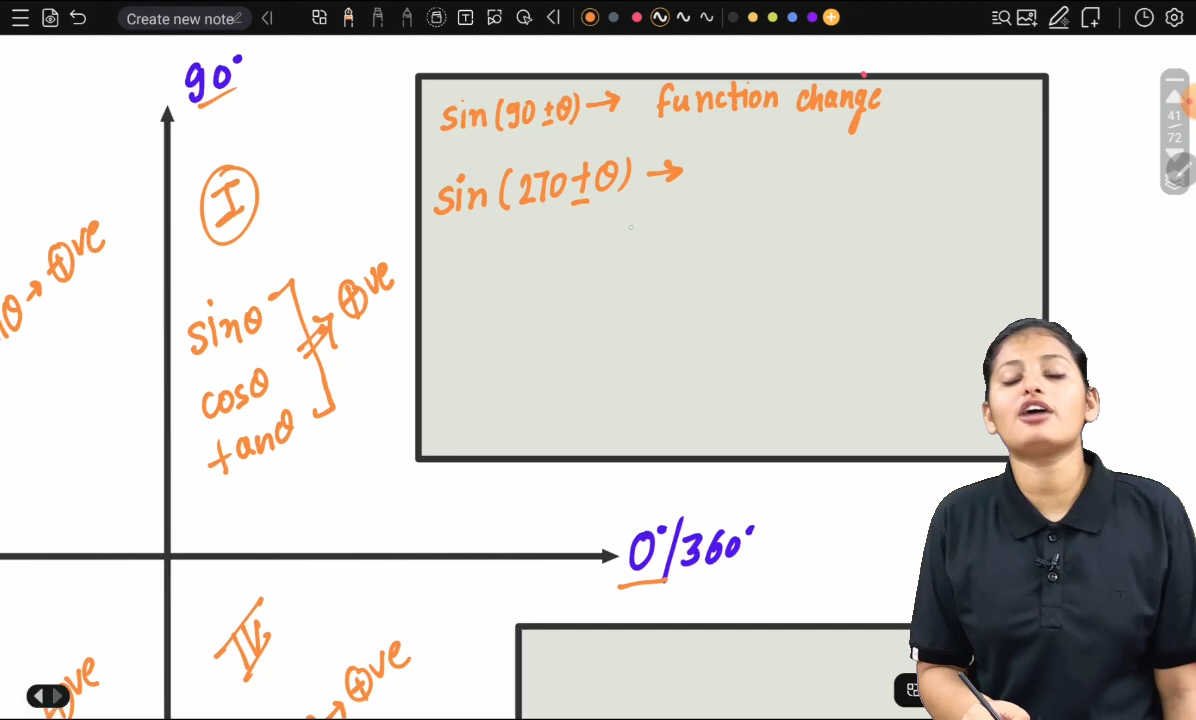 Create new note
90°
sin(90±θ)→ function change
sin(270±θ)→
I
θ→⊕ve
sinθ
cosθ
tanθ
→⊕ve
41
/
72
0°/360°
IV
→⊕ve
ve